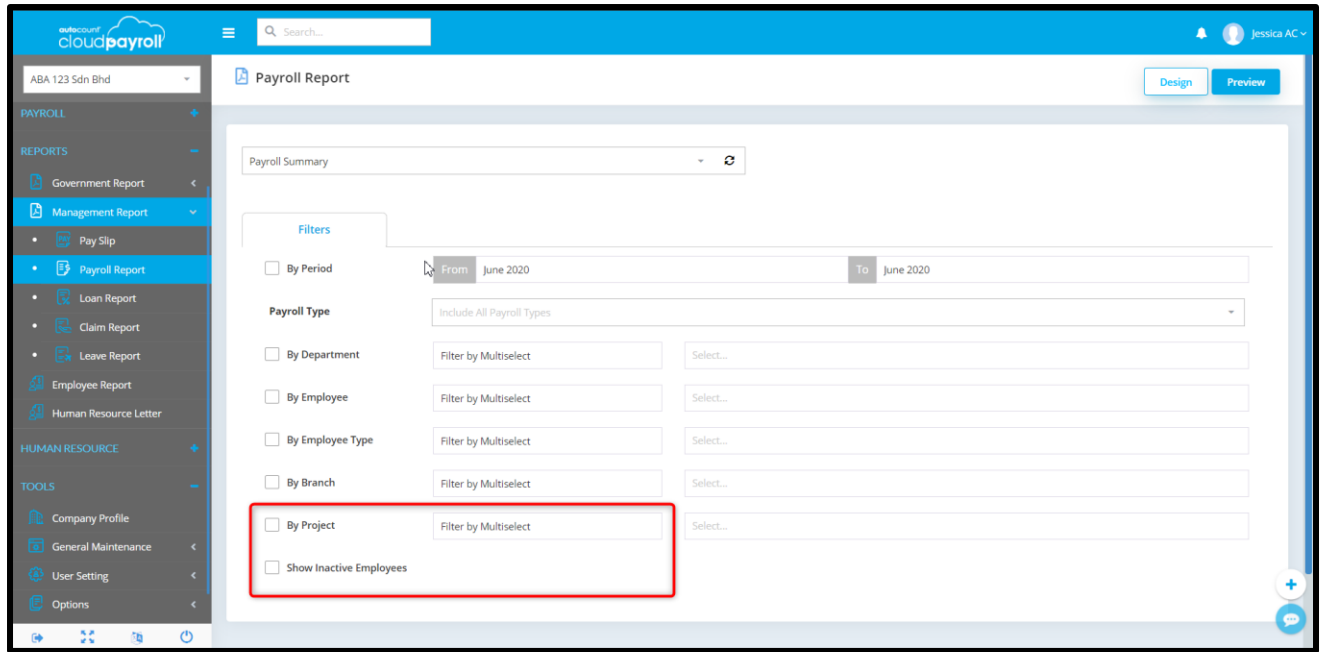 autocount
cloudpayroll
Search...
Jessica AC
ABA 123 Sdn Bhd
Payroll Report
Design
Preview
PAYROLL
REPORTS
Government Report
Management Report
Pay Slip
Payroll Report
Loan Report
Claim Report
Leave Report
Employee Report
Human Resource Letter
HUMAN RESOURCE
TOOLS
Company Profile
General Maintenance
User Setting
Options
Payroll Summary
Filters
By Period From June 2020 To June 2020
Payroll Type Include All Payroll Types
By Department Filter by Multiselect Select...
By Employee Filter by Multiselect Select...
By Employee Type Filter by Multiselect Select...
By Branch Filter by Multiselect Select...
By Project Filter by Multiselect Select...
Show Inactive Employees